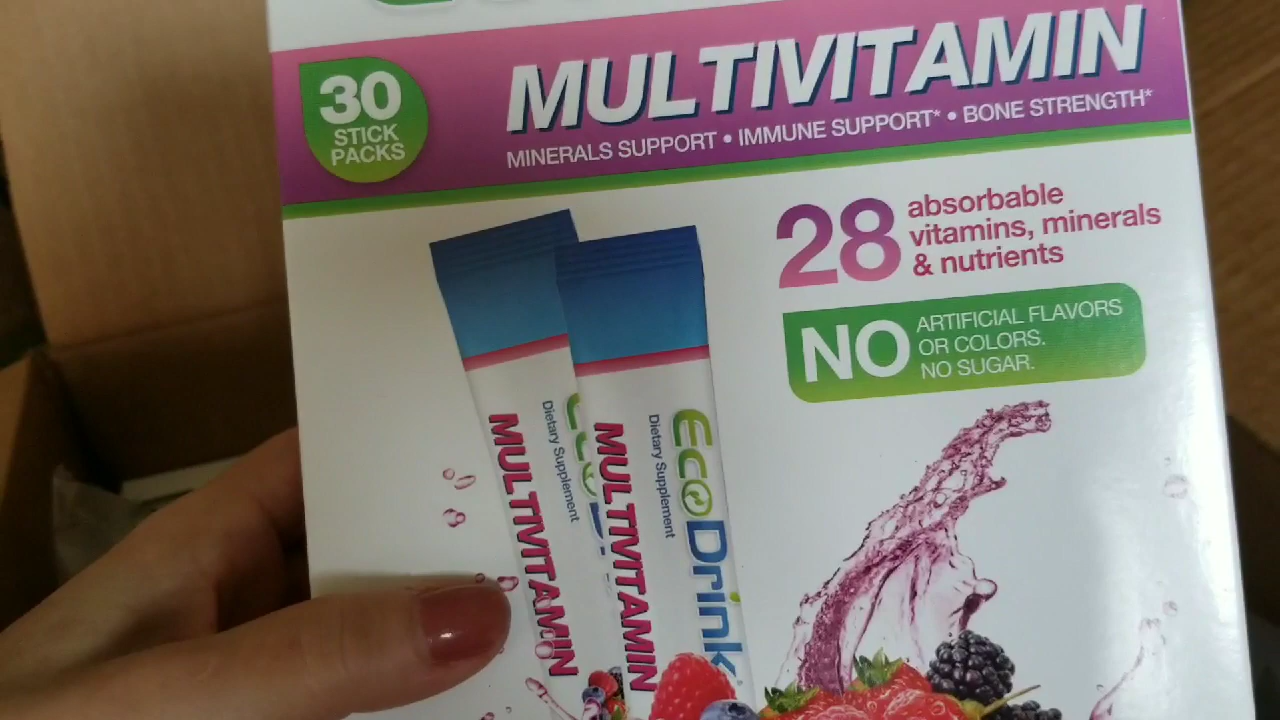 MULTIVITAMIN
MINERALS SUPPORT • IMMUNE SUPPORT* • BONE STRENGTH*
30
STICK
PACKS
28
absorbable
vitamins, minerals
& nutrients
NO
ARTIFICIAL FLAVORS
OR COLORS.
NO SUGAR.
Dietary Supplement
MULTIVITAMIN
EcoDrink
Dietary Supplement
MULTIVITAMIN